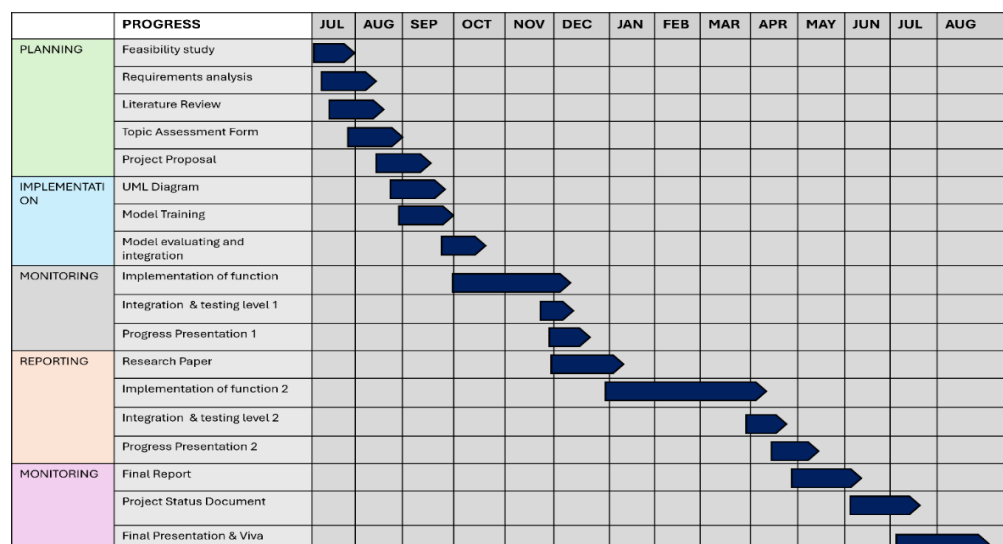 PROGRESS JUL AUG SEP OCT NOV DEC JAN FEB MAR APR MAY JUN JUL AUG
PLANNING Feasibility study
Requirements analysis
Literature Review
Topic Assessment Form
Project Proposal
IMPLEMENTATI UML Diagram
ON
Model Training
Model evaluating and
integration
MONITORING Implementation of function
Integration & testing level 1
Progress Presentation 1
REPORTING Research Paper
Implementation of function 2
Integration & testing level 2
Progress Presentation 2
MONITORING Final Report
Project Status Document
Final Presentation & Viva